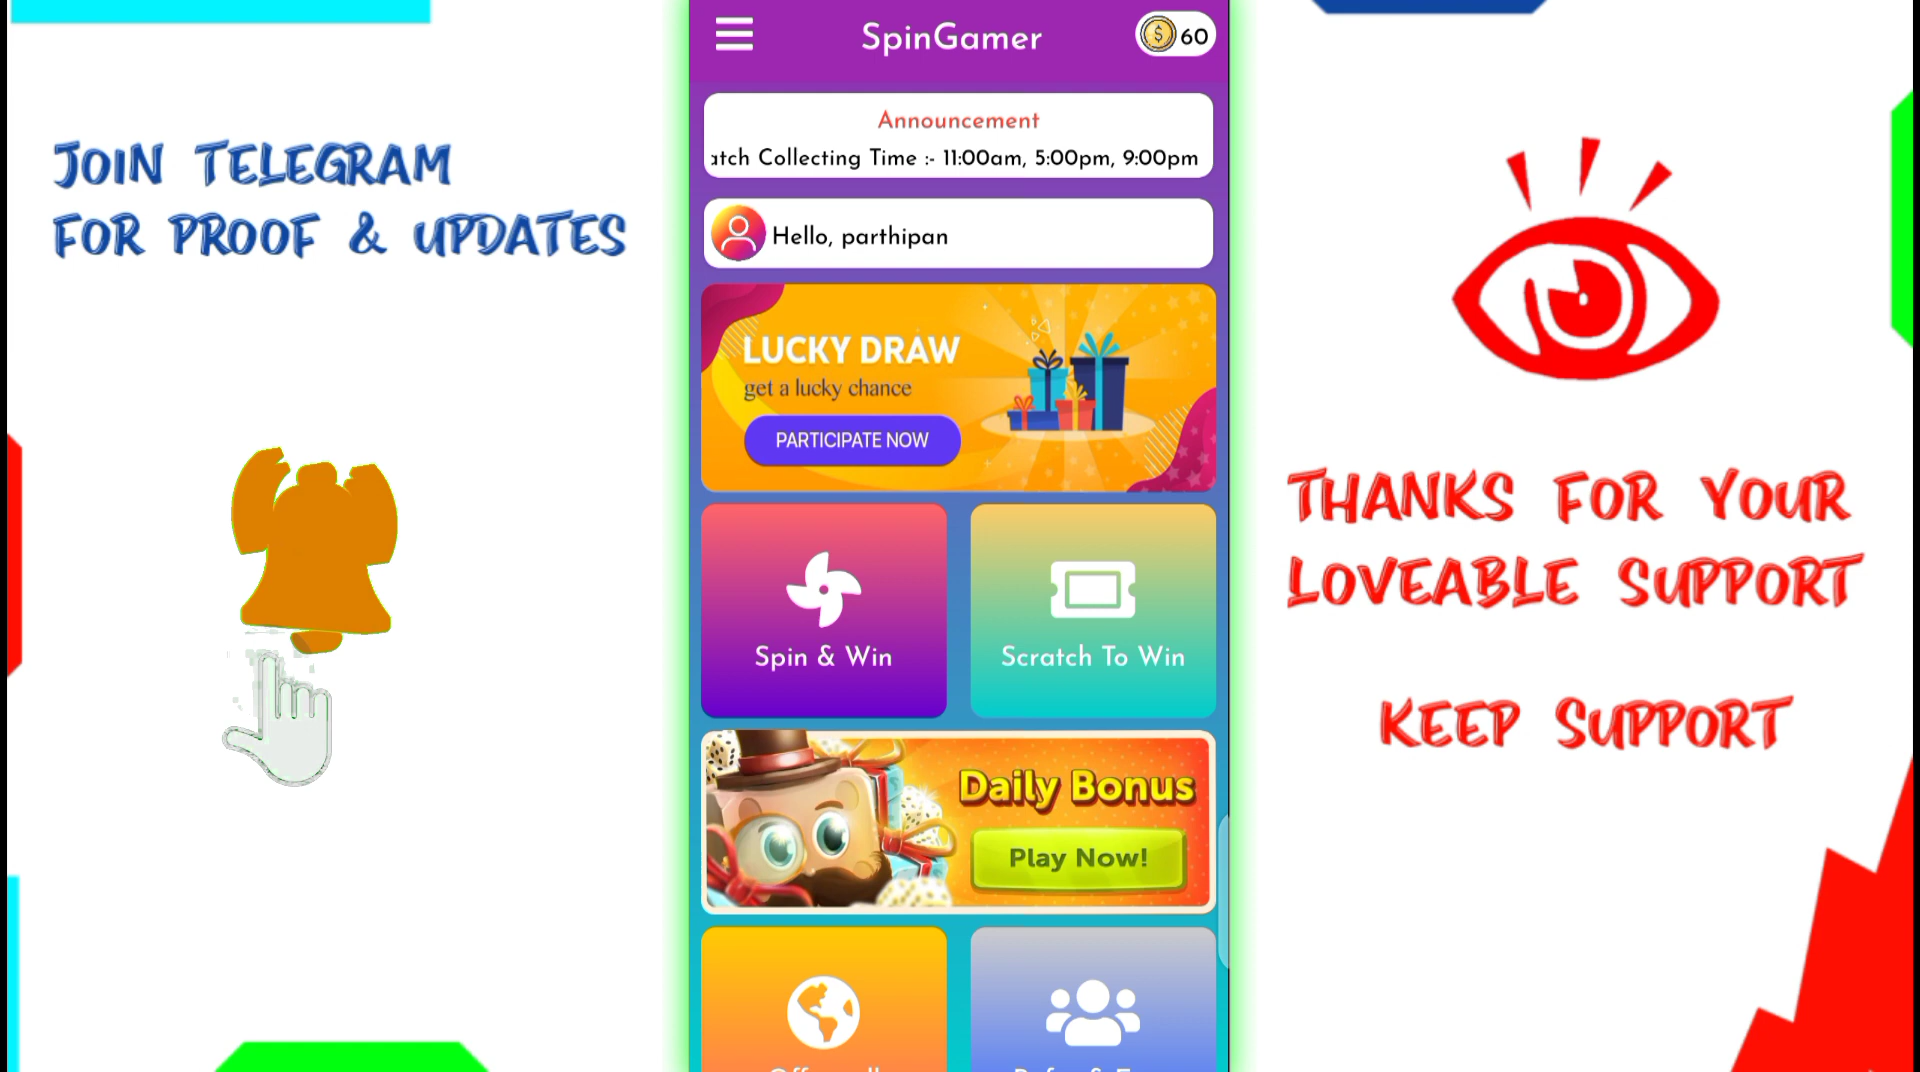 JOIN TELEGRAM
FOR PROOF & UPDATES
SpinGamer
60
Announcement
atch Collecting Time :- 11:00am, 5:00pm, 9:00pm
Hello, parthipan
LUCKY DRAW
get a lucky chance
PARTICIPATE NOW
Spin & Win
Scratch To Win
Daily Bonus
Play Now!
THANKS FOR YOUR
LOVEABLE SUPPORT
KEEP SUPPORT